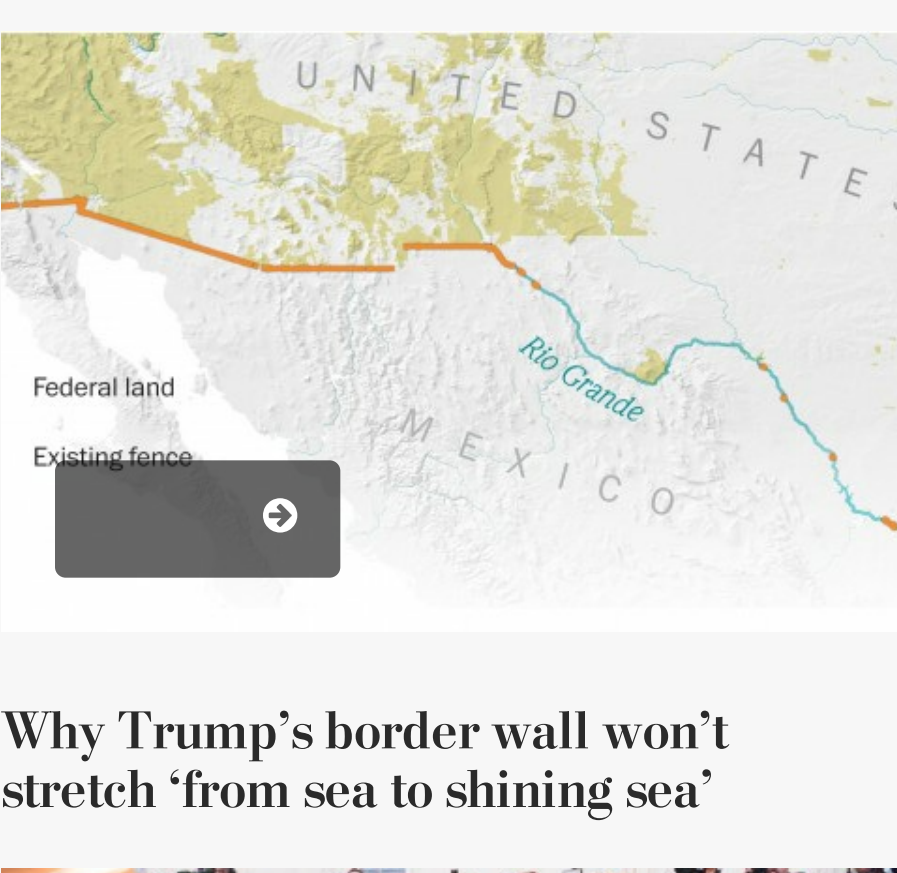 UNITED STATES
Rio Grande
MEXICO
Federal land
Existing fence
Why Trump’s border wall won’t
stretch ‘from sea to shining sea’